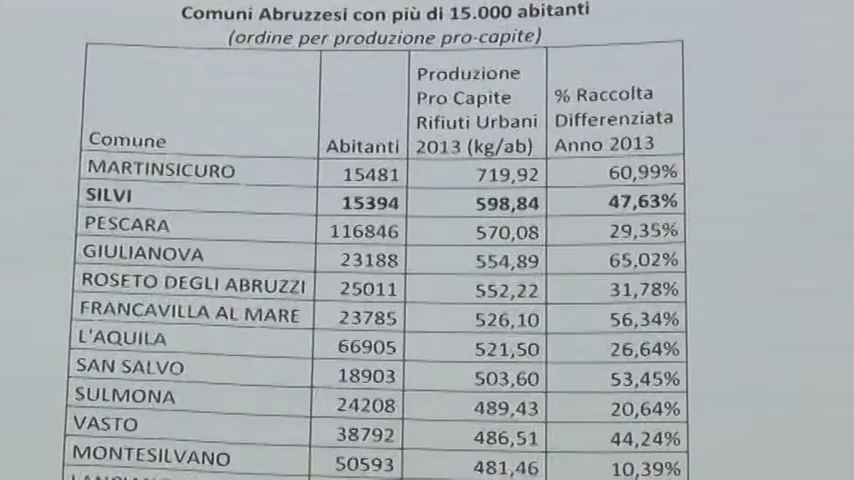 Comuni Abruzzesi con più di 15.000 abitanti
(ordine per produzione pro-capite)
Comune Abitanti Produzione Pro Capite Rifiuti Urbani 2013 (kg/ab) % Raccolta Differenziata Anno 2013
MARTINSICURO 15481 719,92 60,99%
SILVI 15394 598,84 47,63%
PESCARA 116846 570,08 29,35%
GIULIANOVA 23188 554,89 65,02%
ROSETO DEGLI ABRUZZI 25011 552,22 31,78%
FRANCAVILLA AL MARE 23785 526,10 56,34%
L'AQUILA 66905 521,50 26,64%
SAN SALVO 18903 503,60 53,45%
SULMONA 24208 489,43 20,64%
VASTO 38792 486,51 44,24%
MONTESILVANO 50593 481,46 10,39%